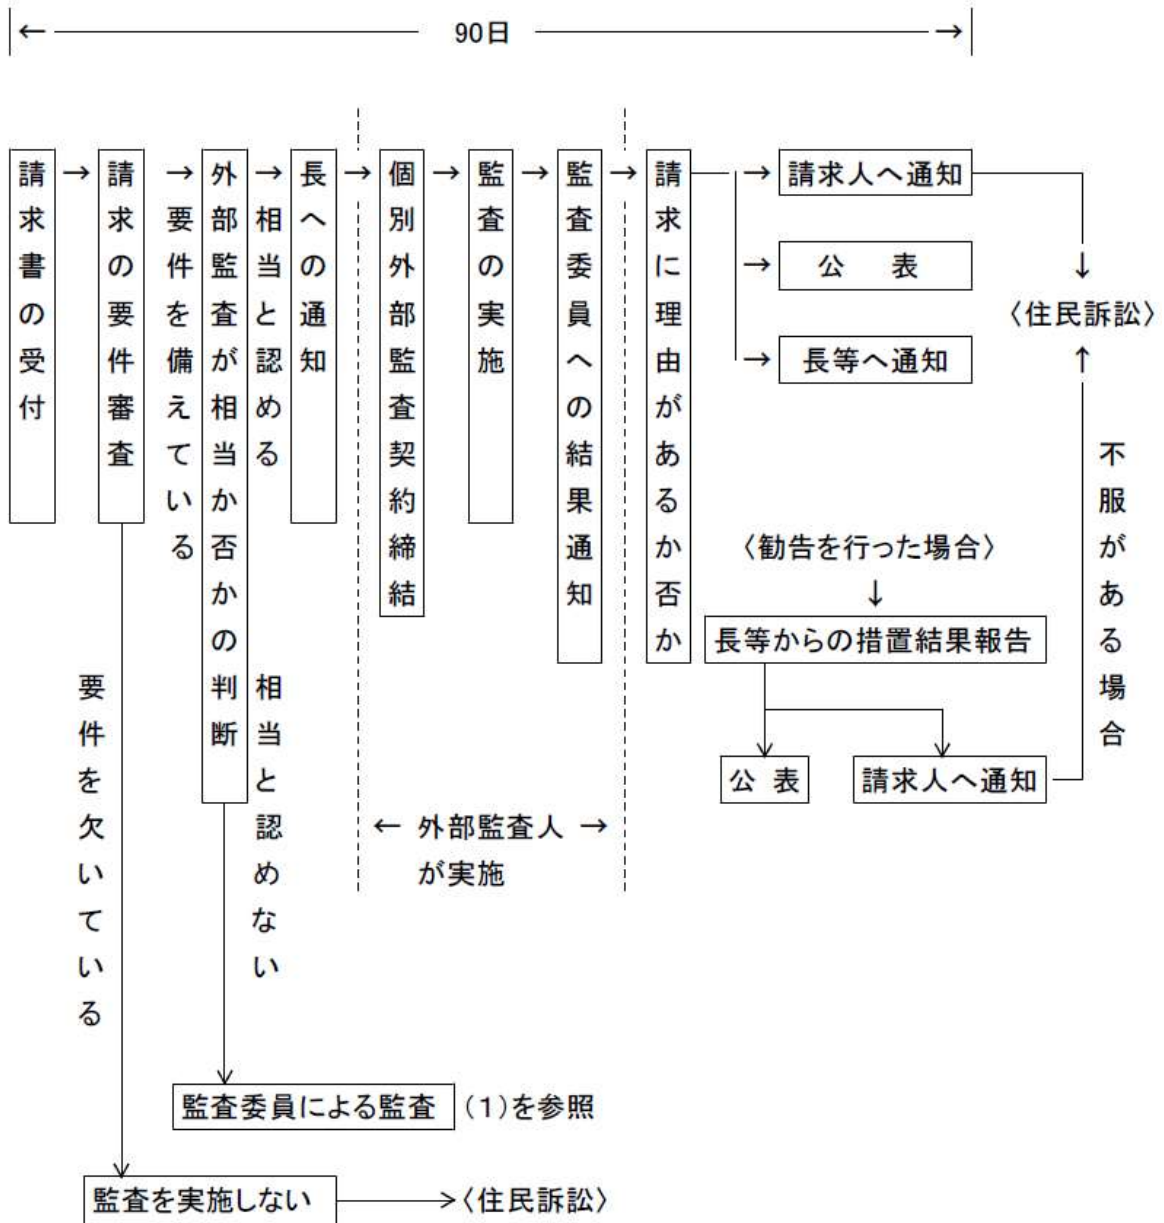 ← 90日 →
請求書の受付
→
請求の要件審査
→要件を備えている
外部監査が相当か否かの判断
→相当と認める
長への通知
→
個別外部監査契約締結
→
監査の実施
→
監査委員への結果通知
→
請求に理由があるか否か
→ 請求人へ通知
→ 公 表
→ 長等へ通知
↓
〈住民訴訟〉
↑
不服がある場合
〈勧告を行った場合〉
↓
長等からの措置結果報告
公 表
請求人へ通知
← 外部監査人 →
が実施
相当と認めない
要件を欠いている
監査委員による監査 (1)を参照
監査を実施しない → 〈住民訴訟〉